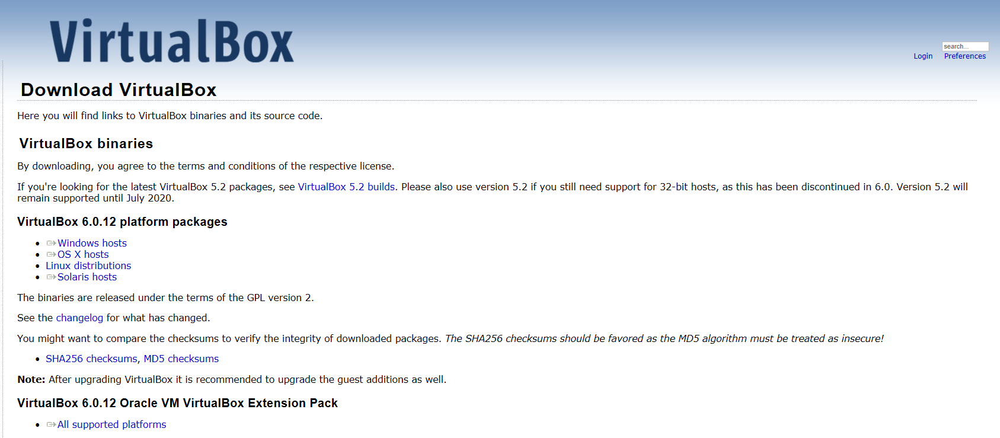 VirtualBox
search...
Login Preferences
Download VirtualBox
Here you will find links to VirtualBox binaries and its source code.
VirtualBox binaries
By downloading, you agree to the terms and conditions of the respective license.
If you're looking for the latest VirtualBox 5.2 packages, see VirtualBox 5.2 builds. Please also use version 5.2 if you still need support for 32-bit hosts, as this has been discontinued in 6.0. Version 5.2 will
remain supported until July 2020.
VirtualBox 6.0.12 platform packages
Windows hosts
OS X hosts
Linux distributions
Solaris hosts
The binaries are released under the terms of the GPL version 2.
See the changelog for what has changed.
You might want to compare the checksums to verify the integrity of downloaded packages. The SHA256 checksums should be favored as the MD5 algorithm must be treated as insecure!
SHA256 checksums, MD5 checksums
Note: After upgrading VirtualBox it is recommended to upgrade the guest additions as well.
VirtualBox 6.0.12 Oracle VM VirtualBox Extension Pack
All supported platforms